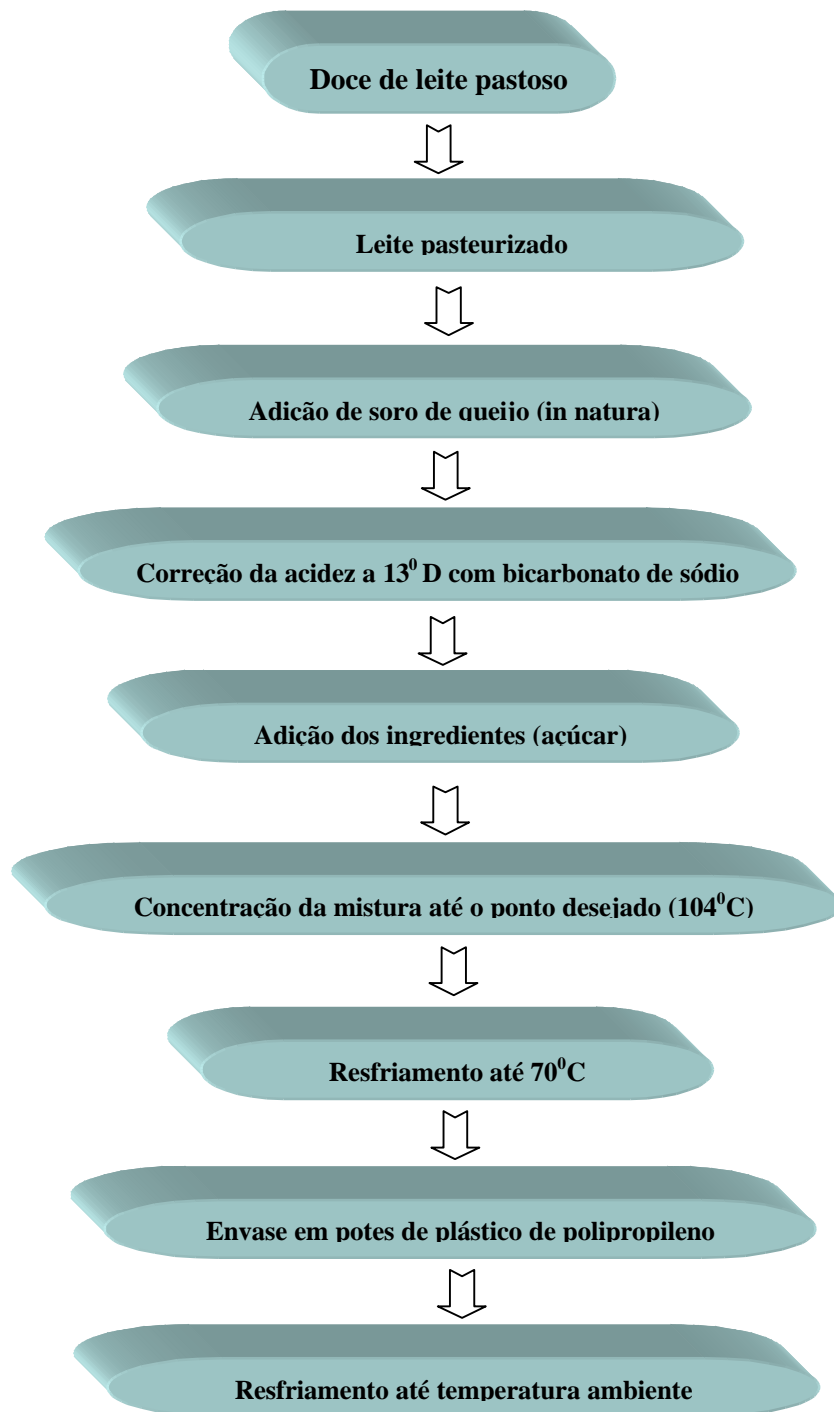 Doce de leite pastoso
Leite pasteurizado
Adição de soro de queijo (in natura)
Correção da acidez a 13⁰ D com bicarbonato de sódio
Adição dos ingredientes (açúcar)
Concentração da mistura até o ponto desejado (104⁰C)
Resfriamento até 70⁰C
Envase em potes de plástico de polipropileno
Resfriamento até temperatura ambiente